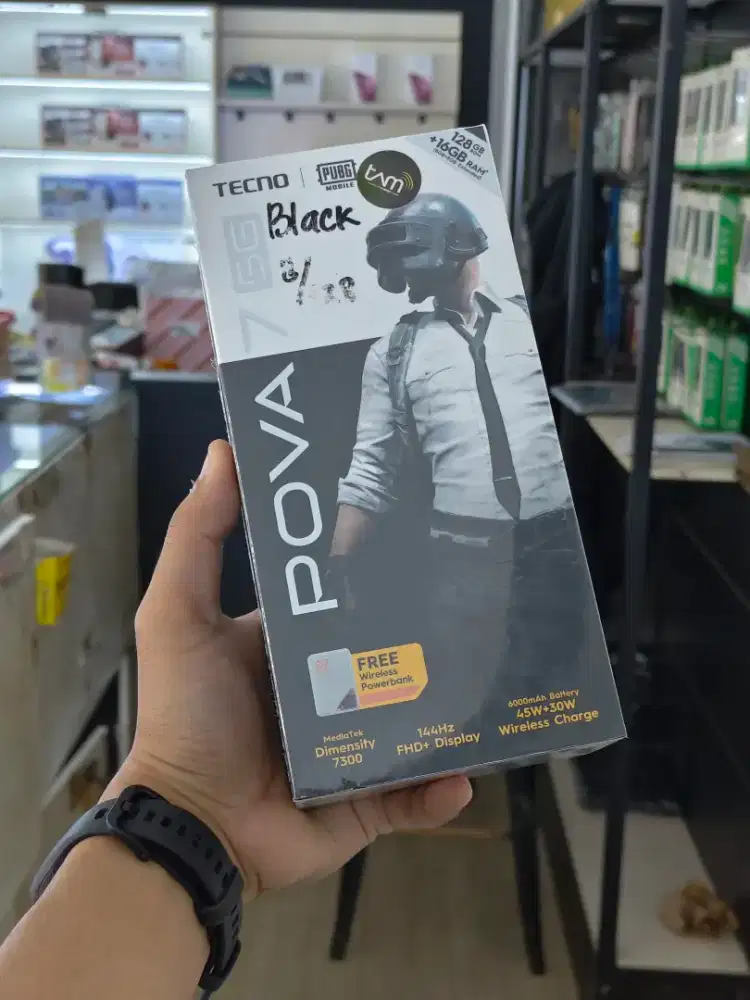 TECNO
PUBG
MOBILE
tam
128GB
+16GB RAM*
Black
7 5G
POVA
FREE
Wireless
Powerbank
MediaTek
Dimensity
7300
144Hz
FHD+ Display
6000mAh Battery
45W+30W
Wireless Charge